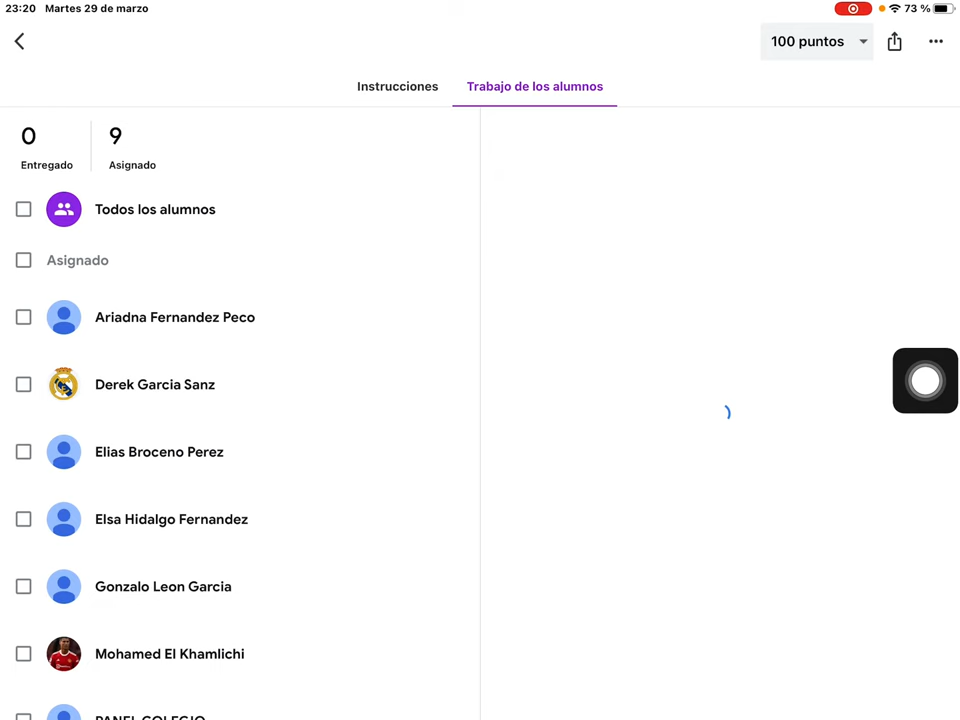 23:20 Martes 29 de marzo
73 %
100 puntos
Instrucciones
Trabajo de los alumnos
0
9
Entregado
Asignado
Todos los alumnos
Asignado
Ariadna Fernandez Peco
Derek Garcia Sanz
Elias Broceno Perez
Elsa Hidalgo Fernandez
Gonzalo Leon Garcia
Mohamed El Khamlichi
PANEL COLEGIO